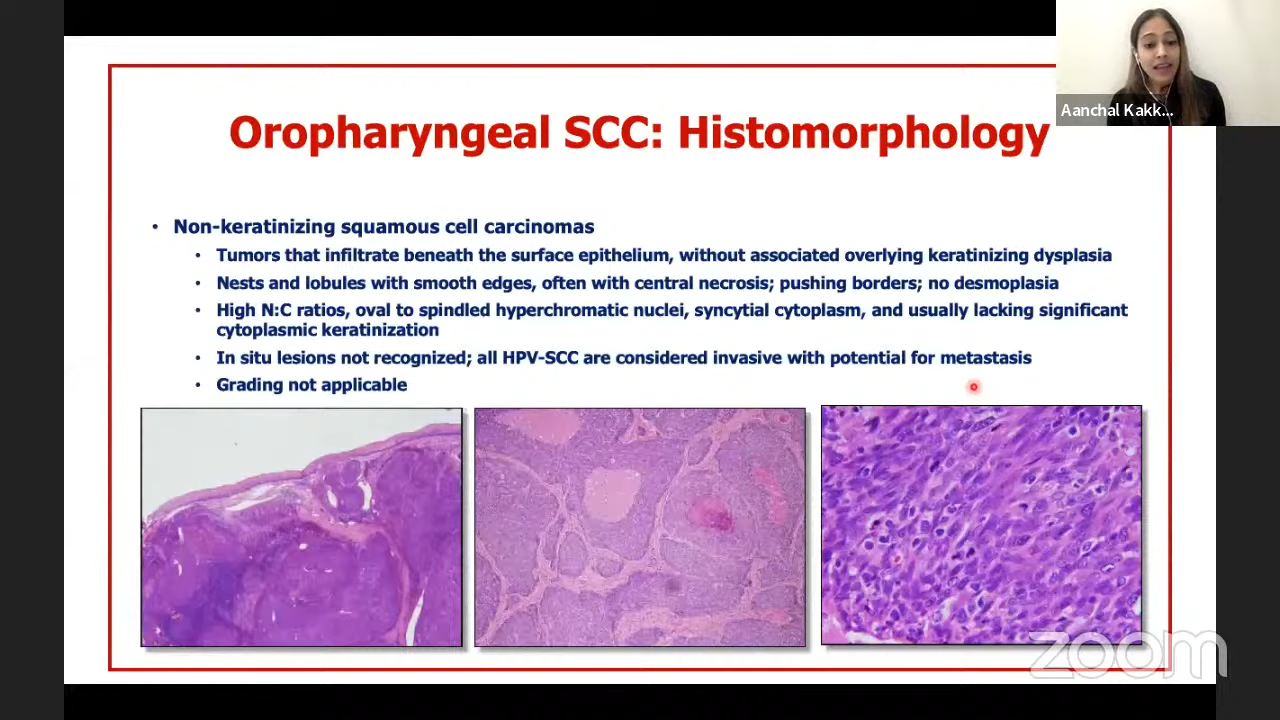 Aanchal Kakk...
Oropharyngeal SCC: Histomorphology
• Non-keratinizing squamous cell carcinomas
• Tumors that infiltrate beneath the surface epithelium, without associated overlying keratinizing dysplasia
• Nests and lobules with smooth edges, often with central necrosis; pushing borders; no desmoplasia
• High N:C ratios, oval to spindled hyperchromatic nuclei, syncytial cytoplasm, and usually lacking significant
cytoplasmic keratinization
• In situ lesions not recognized; all HPV-SCC are considered invasive with potential for metastasis
• Grading not applicable
zoom